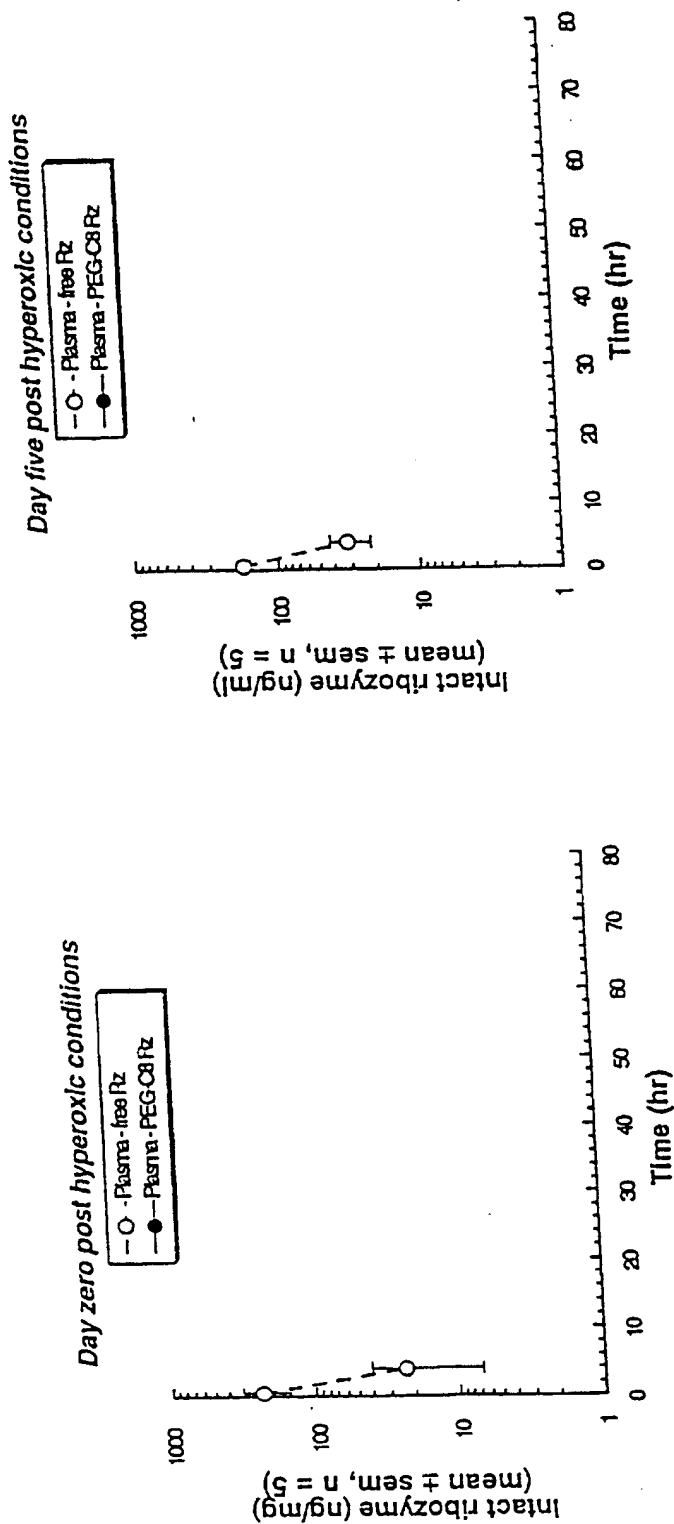 Day zero post hyperoxic conditions
- Plasma - free Rz
Plasma - PEG-C8 Rz
1000
100
10
1
Intact ribozyme (ng/mg)
(mean ± sem, n = 5)
0 10 20 30 40 50 60 70 80
Time (hr)
Day five post hyperoxic conditions
- Plasma - free Rz
Plasma - PEG-C8 Rz
1000
100
10
1
Intact ribozyme (ng/ml)
(mean ± sem, n = 5)
0 10 20 30 40 50 60 70 80
Time (hr)